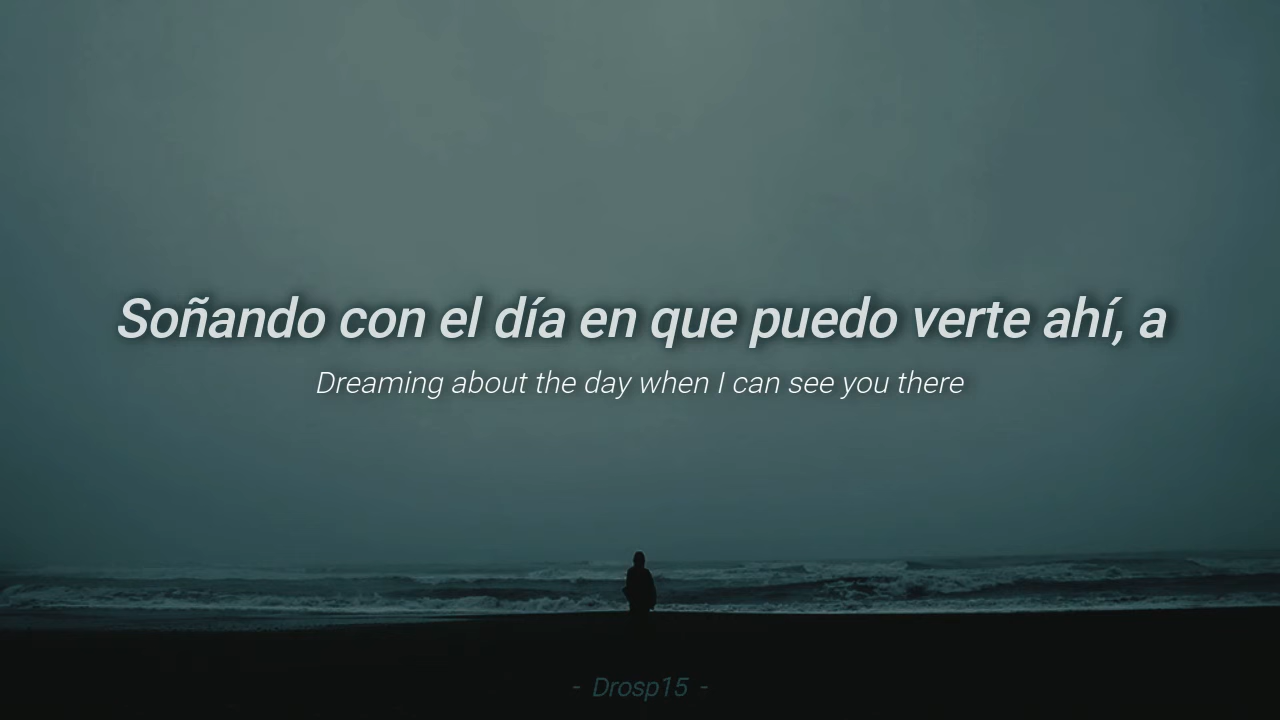 Soñando con el día en que puedo verte ahí, a
Dreaming about the day when I can see you there
- Drosp15 -